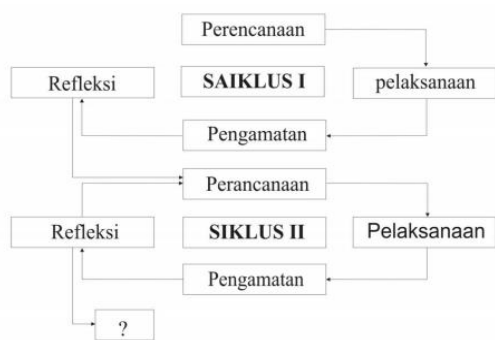 Perencanaan
Refleksi
SAIKLUS I
pelaksanaan
Pengamatan
Perancanaan
Refleksi
SIKLUS II
Pelaksanaan
Pengamatan
?